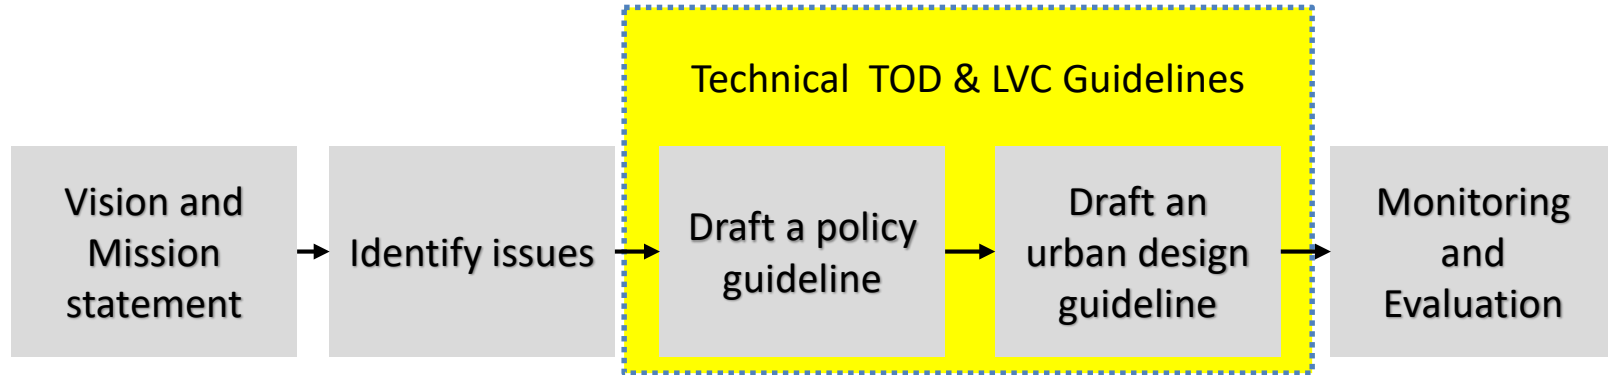 Technical  TOD & LVC Guidelines
Vision and
Mission
statement
Identify issues
Draft a policy
guideline
Draft an
urban design
guideline
Monitoring
and
Evaluation